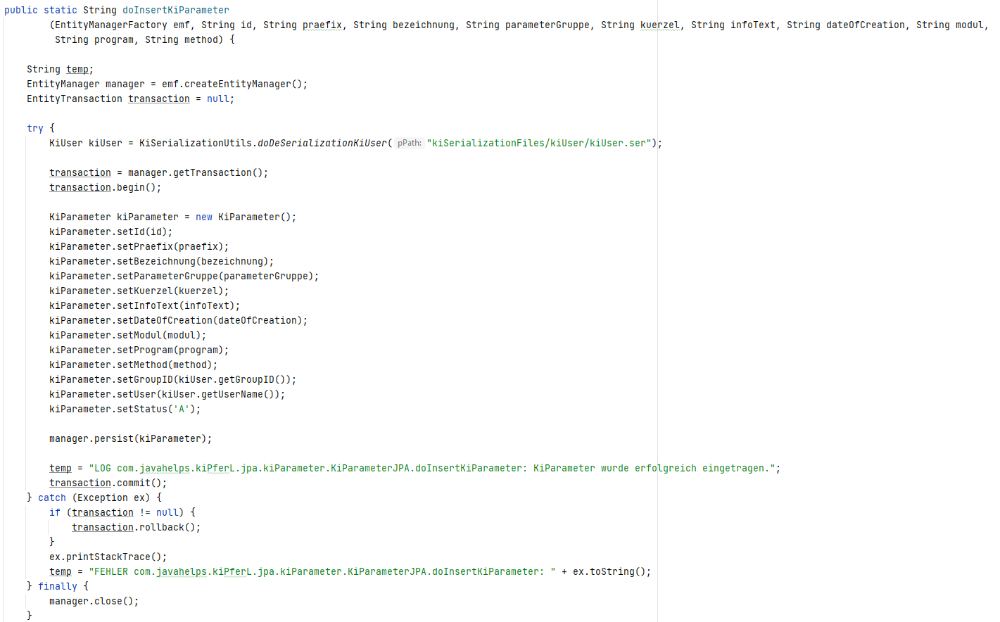 public static String doInsertKiParameter
(EntityManagerFactory emf, String id, String praefix, String bezeichnung, String parameterGruppe, String kuerzel, String infoText, String dateOfCreation, String modul,
String program, String method) {
String temp;
EntityManager manager = emf.createEntityManager();
EntityTransaction transaction = null;
try {
KiUser kiUser = KiSerializationUtils.doDeSerializationKiUser( pPath: "kiSerializationFiles/kiUser/kiUser.ser");
transaction = manager.getTransaction();
transaction.begin();
KiParameter kiParameter = new KiParameter();
kiParameter.setId(id);
kiParameter.setPraefix(praefix);
kiParameter.setBezeichnung(bezeichnung);
kiParameter.setParameterGruppe(parameterGruppe);
kiParameter.setKuerzel(kuerzel);
kiParameter.setInfoText(infoText);
kiParameter.setDateOfCreation(dateOfCreation);
kiParameter.setModul(modul);
kiParameter.setProgram(program);
kiParameter.setMethod(method);
kiParameter.setGroupID(kiUser.getGroupID());
kiParameter.setUser(kiUser.getUserName());
kiParameter.setStatus('A');
manager.persist(kiParameter);
temp = "LOG com.javahelps.kiPferL.jpa.kiParameter.KiParameterJPA.doInsertKiParameter: KiParameter wurde erfolgreich eingetragen.";
transaction.commit();
} catch (Exception ex) {
if (transaction != null) {
transaction.rollback();
}
ex.printStackTrace();
temp = "FEHLER com.javahelps.kiPferL.jpa.kiParameter.KiParameterJPA.doInsertKiParameter: " + ex.toString();
} finally {
manager.close();
}